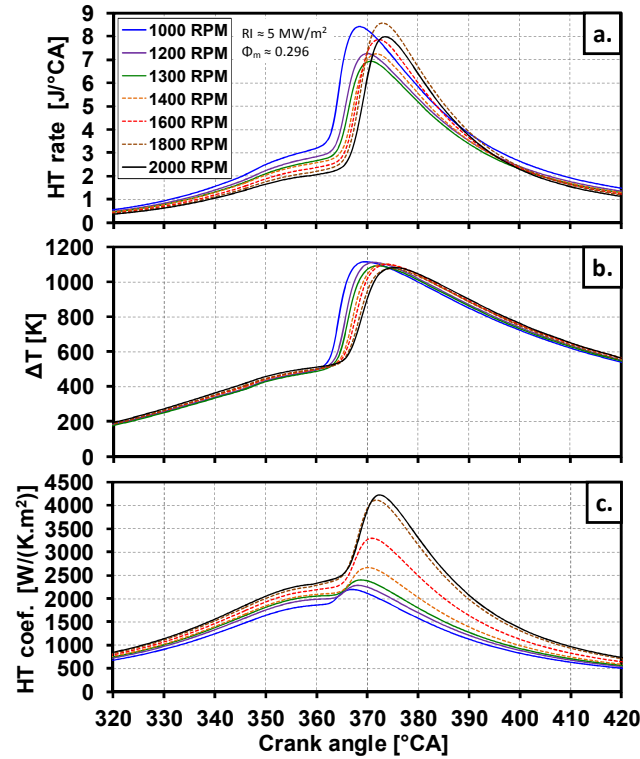 9
8
7
6
5
4
3
2
1
0
HT rate [J/°CA]
1000 RPM
1200 RPM
1300 RPM
1400 RPM
1600 RPM
1800 RPM
2000 RPM
RI ≈ 5 MW/m²
Φm ≈ 0.296
a.
1200
1000
800
600
400
200
0
ΔT [K]
b.
4500
4000
3500
3000
2500
2000
1500
1000
500
0
HT coef. [W/(K.m²)]
c.
320 330 340 350 360 370 380 390 400 410 420
Crank angle [°CA]